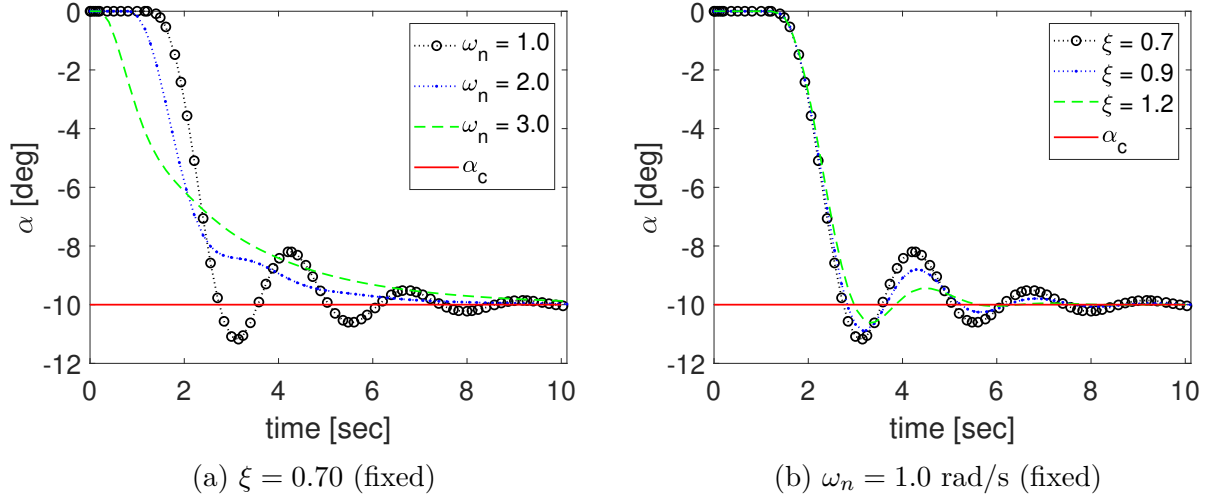 0
-2
-4
-6
-8
-10
-12
α [deg]
0 2 4 6 8 10
time [sec]
ω_n = 1.0
ω_n = 2.0
ω_n = 3.0
α_c
(a) ξ = 0.70 (fixed)
0
-2
-4
-6
-8
-10
-12
α [deg]
0 2 4 6 8 10
time [sec]
ξ = 0.7
ξ = 0.9
ξ = 1.2
α_c
(b) ω_n = 1.0 rad/s (fixed)